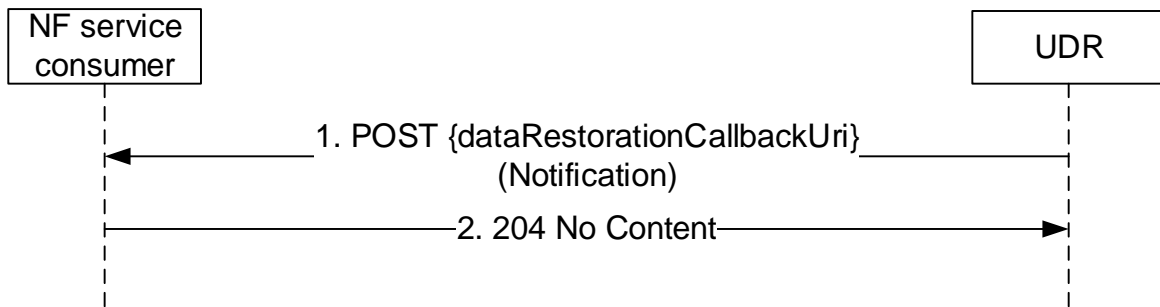 NF service
consumer
UDR
1. POST {dataRestorationCallbackUri}
(Notification)
2. 204 No Content